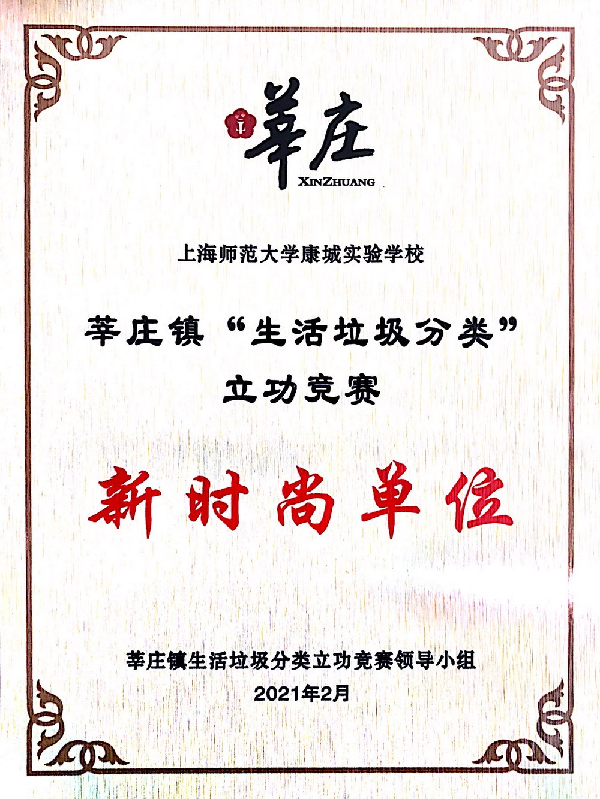 莘庄
XINZHUANG
上海师范大学康城实验学校
莘庄镇“生活垃圾分类”
立功竞赛
新时尚单位
莘庄镇生活垃圾分类立功竞赛领导小组
2021年2月